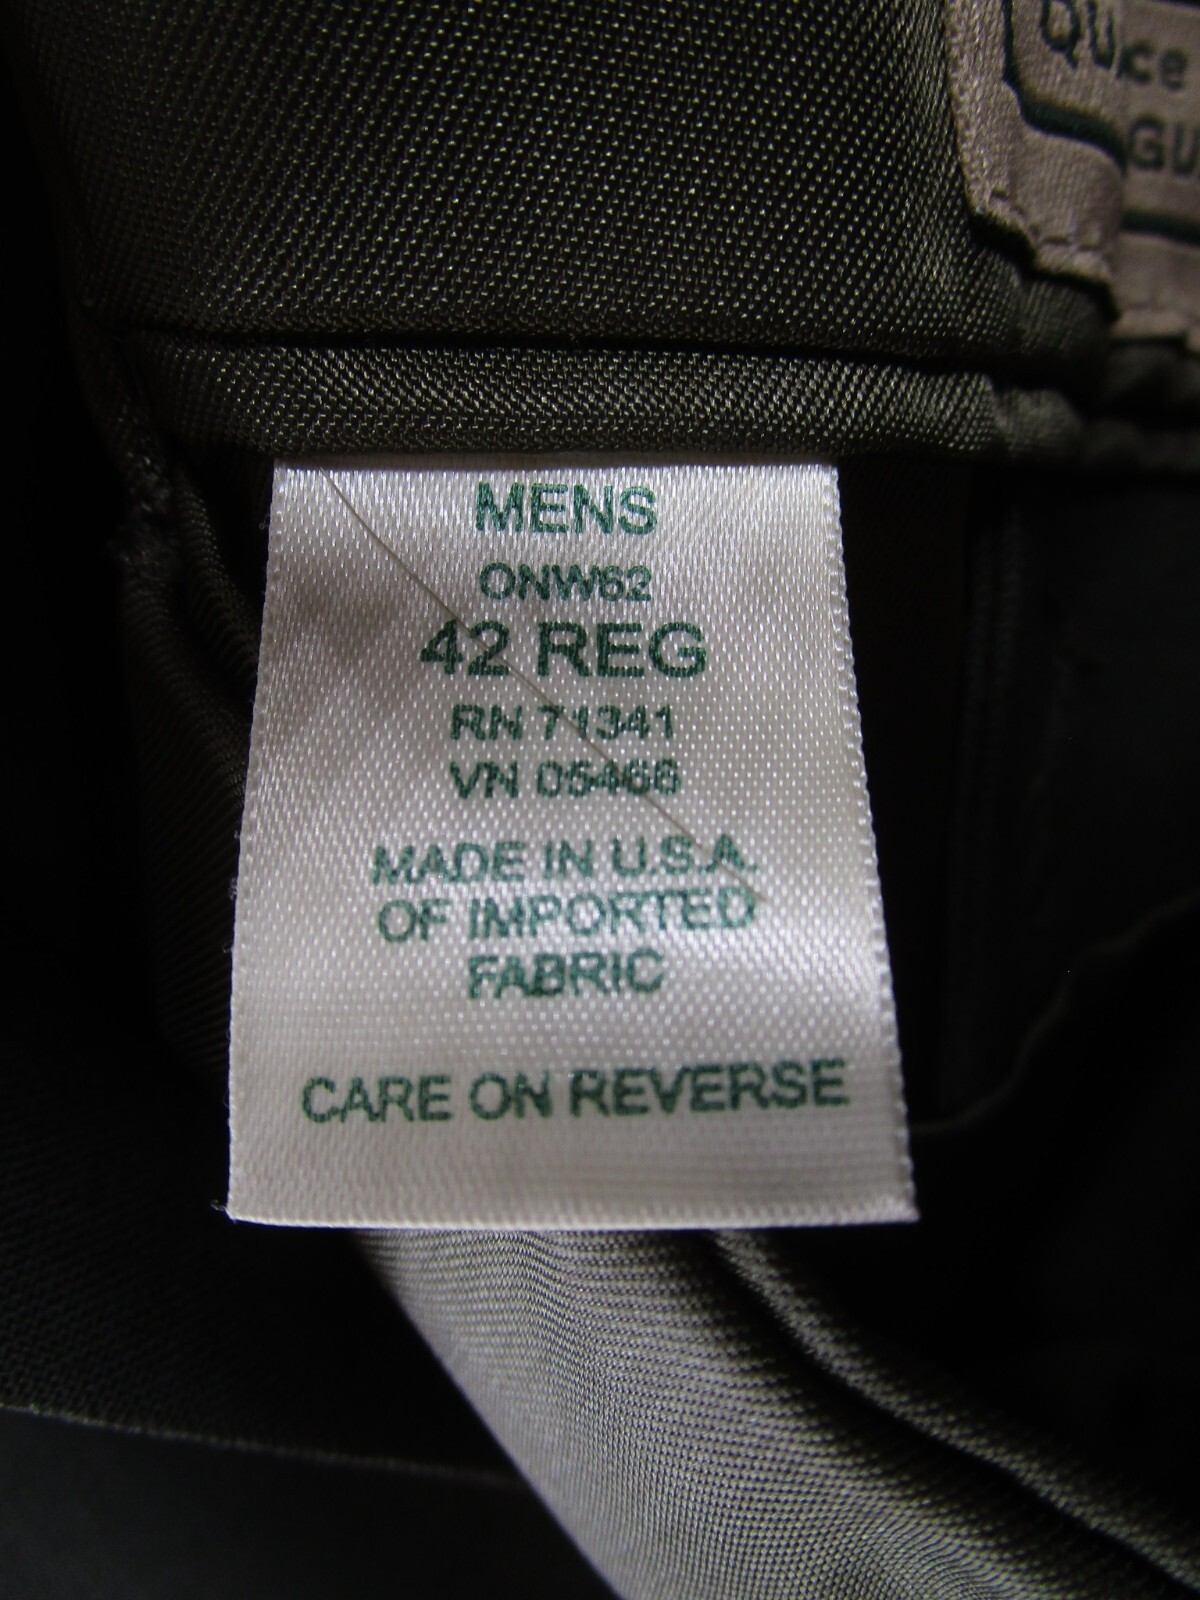 MENS
ONW62
42 REG
RN 71341
VN 05466
MADE IN U.S.A.
OF IMPORTED
FABRIC
CARE ON REVERSE